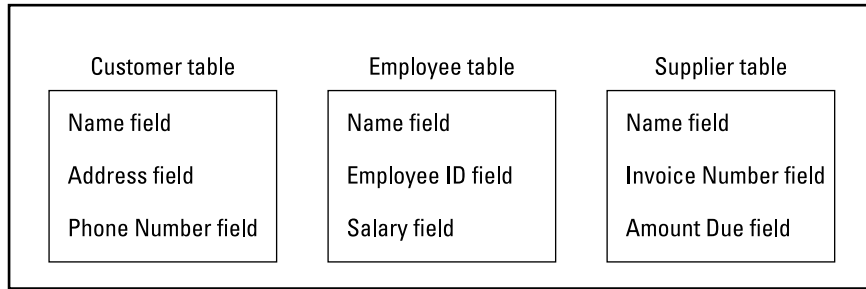 Customer table
Name field
Address field
Phone Number field
Employee table
Name field
Employee ID field
Salary field
Supplier table
Name field
Invoice Number field
Amount Due field